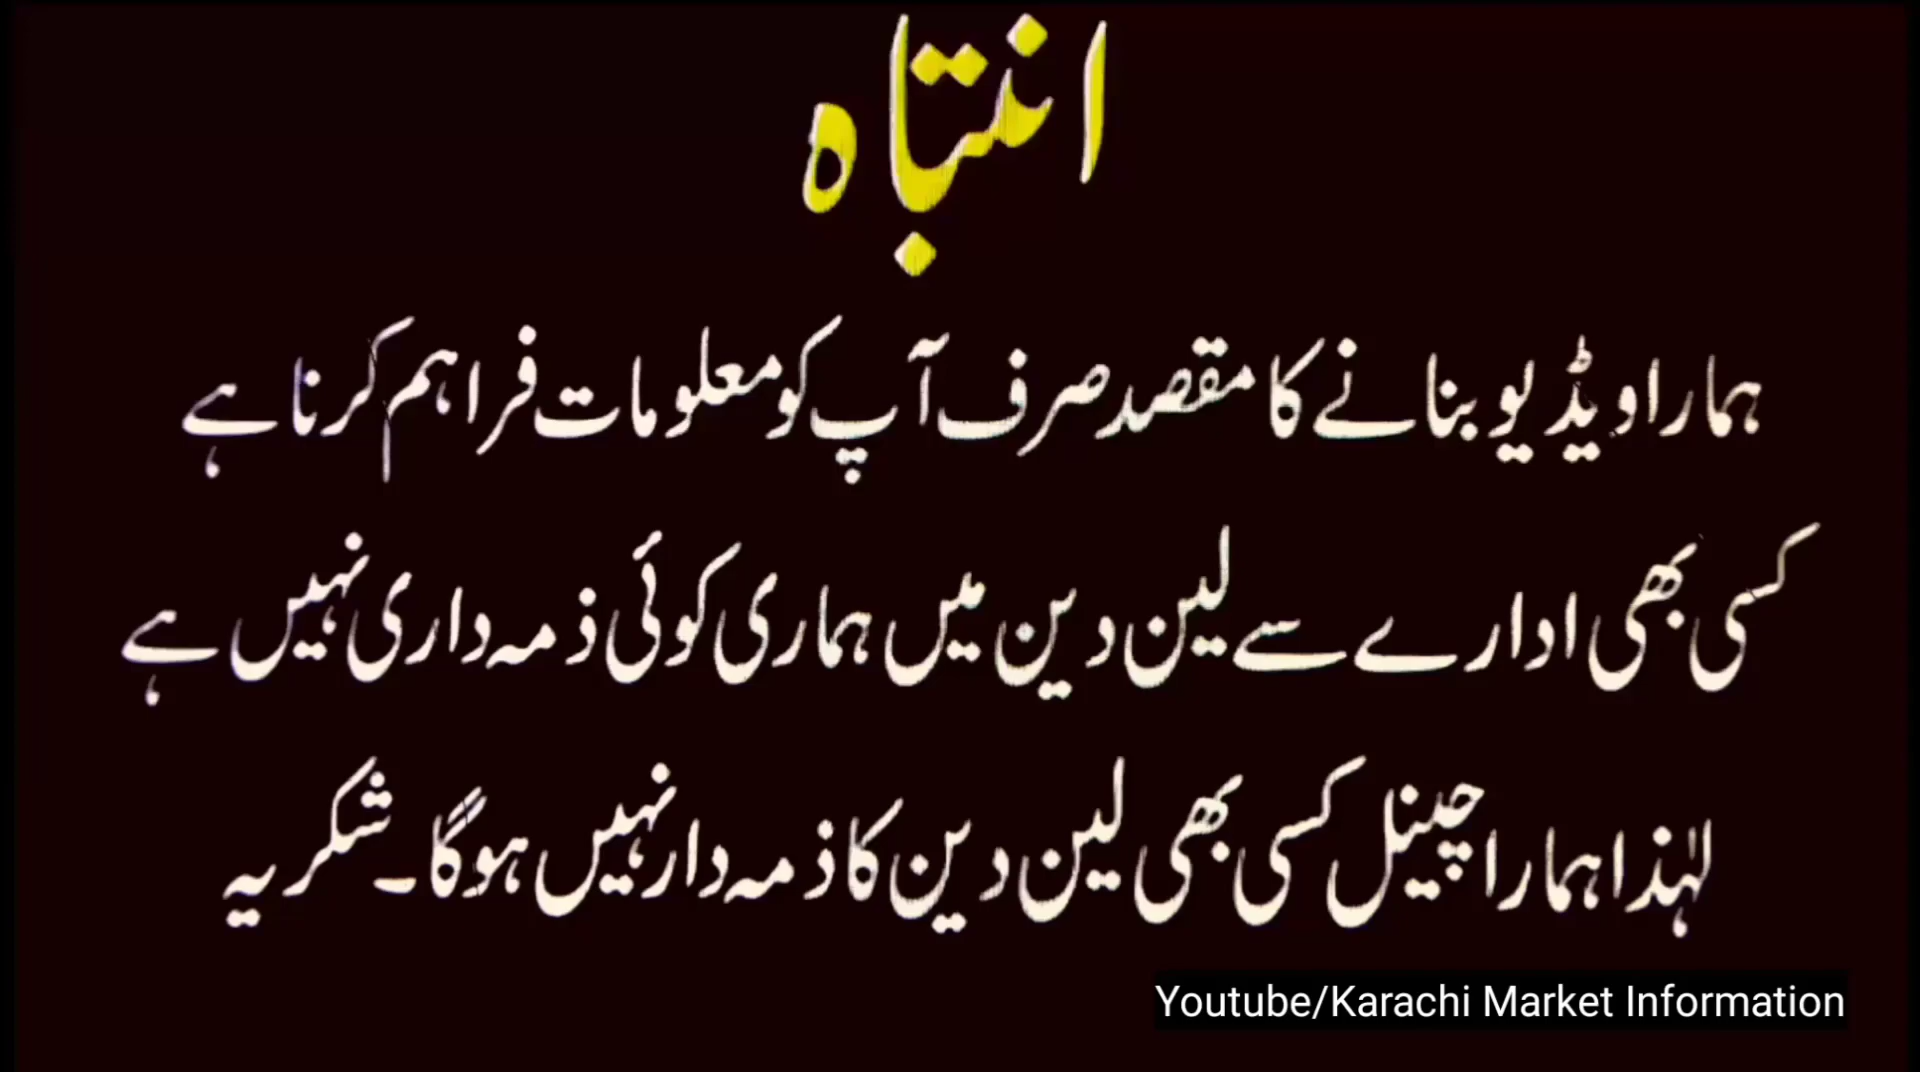 انتباہ
ہمارا ویڈیو بنانے کا مقصد صرف آپ کو معلومات فراہم کرنا ہے
کسی بھی ادارے سے لین دین میں ہماری کوئی ذمہ داری نہیں ہے
لہٰذا ہمارا چینل کسی بھی لین دین کا ذمہ دار نہیں ہوگا۔ شکریہ
Youtube/Karachi Market Information